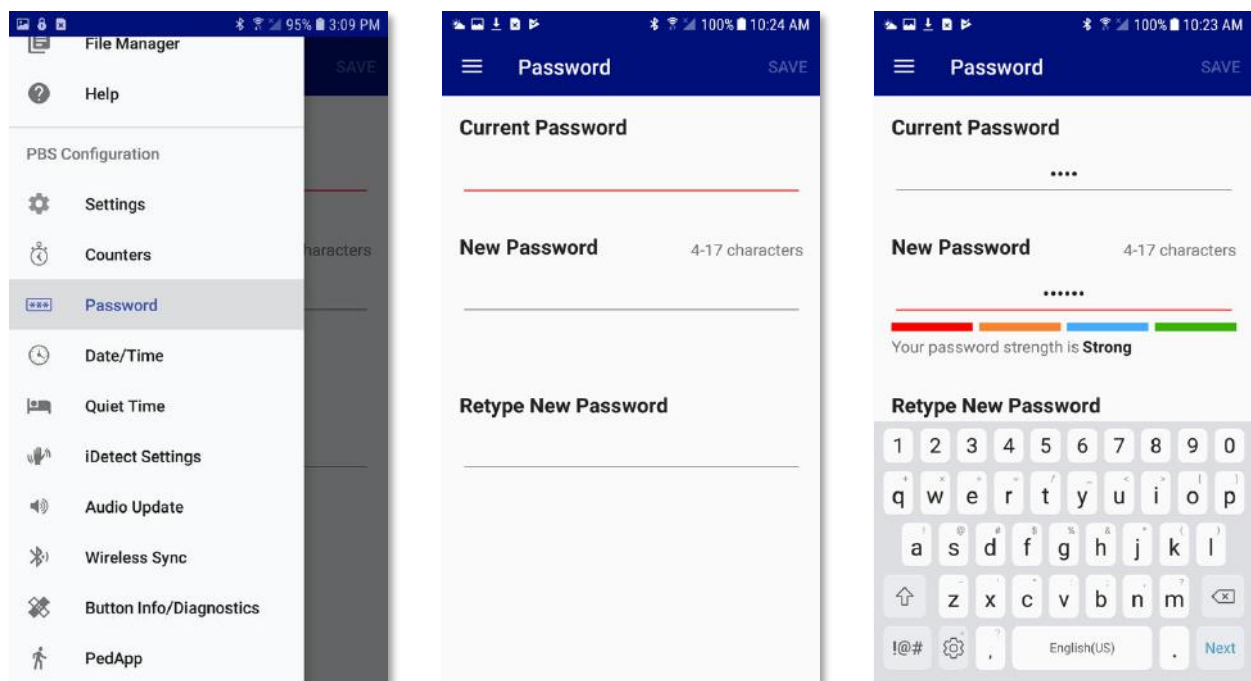 95% 3:09 PM
File Manager
SAVE
Help
PBS Configuration
Settings
Counters
haracters
Password
Date/Time
Quiet Time
iDetect Settings
Audio Update
Wireless Sync
Button Info/Diagnostics
PedApp
100% 10:24 AM
Password SAVE
Current Password
New Password 4-17 characters
Retype New Password
100% 10:23 AM
Password SAVE
Current Password
••••
New Password 4-17 characters
••••••
Your password strength is Strong
Retype New Password
1 2 3 4 5 6 7 8 9 0
q w e r t y u i o p
a s d f g h j k l
z x c v b n m
!@# , English(US) . Next